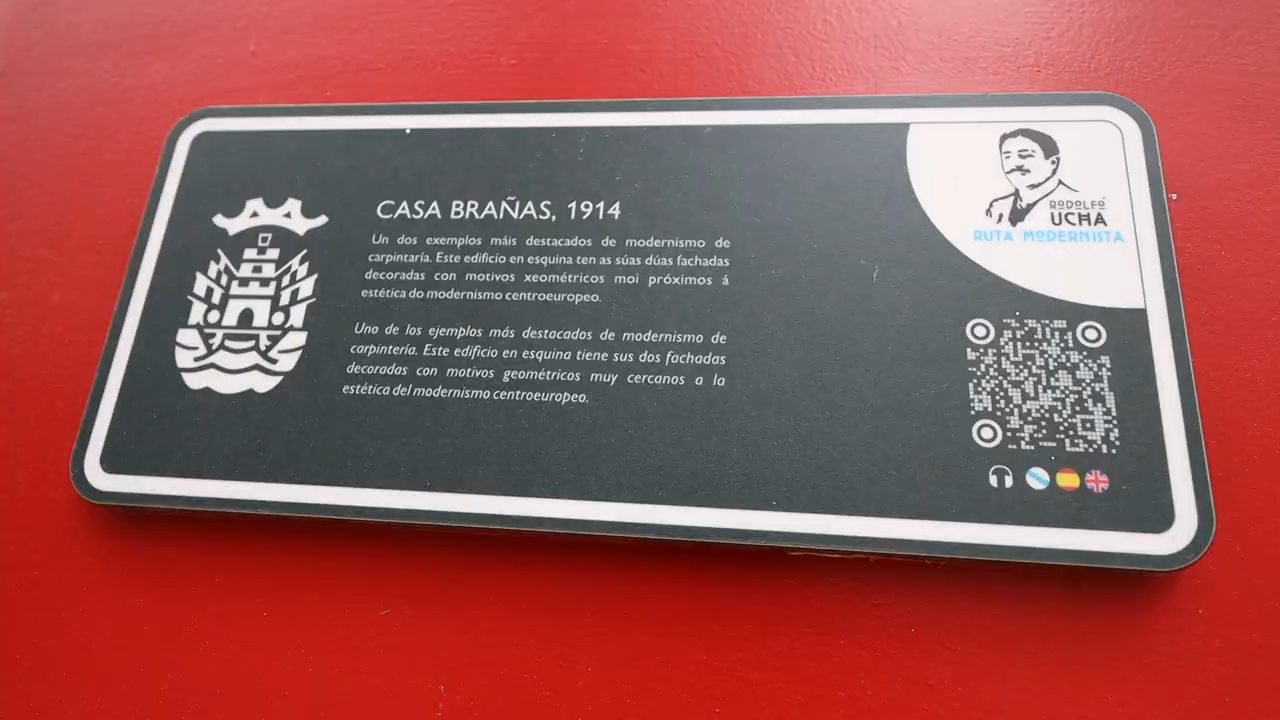 CASA BRAÑAS, 1914
Un dos exemplos máis destacados de modernismo de
carpintaría. Este edificio en esquina ten as súas dúas fachadas
decoradas con motivos xeométricos moi próximos á
estética do modernismo centroeuropeo.
Uno de los ejemplos más destacados de modernismo de
carpintería. Este edificio en esquina tiene sus dos fachadas
decoradas con motivos geométricos muy cercanos a la
estética del modernismo centroeuropeo.
RODOLFO
UCHA
RUTA MODERNISTA